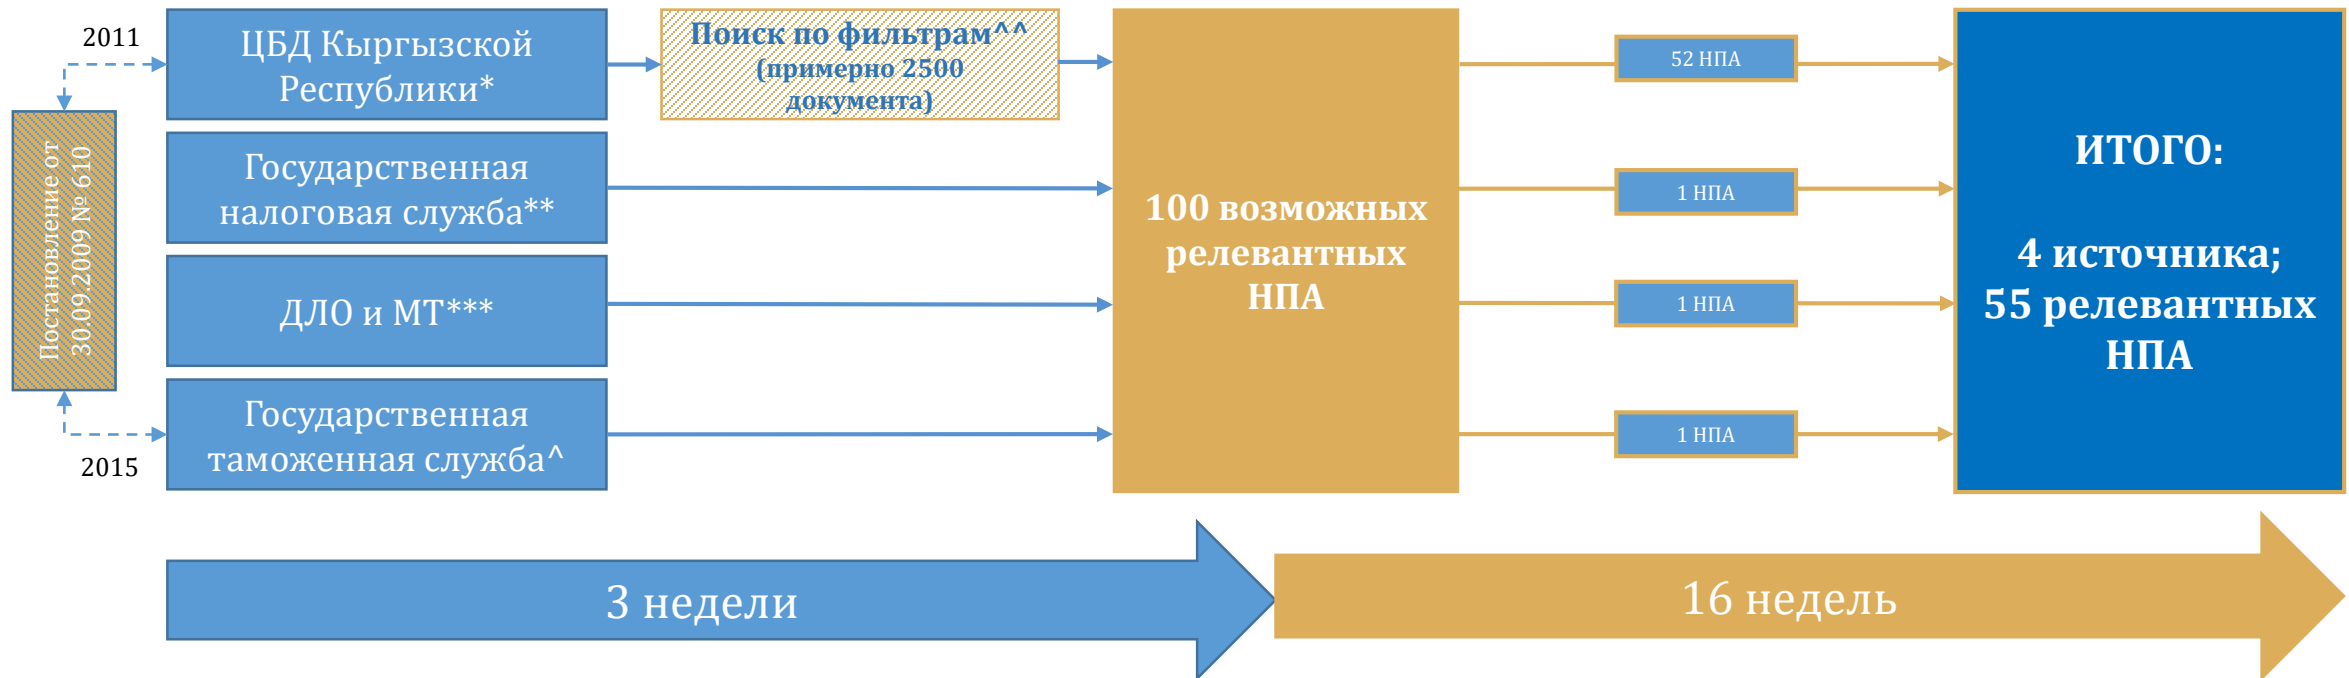 2011
Постановление от
30.09.2009 № 610
2015
ЦБД Кыргызской
Республики*
Государственная
налоговая служба**
ДЛО и МТ***
Государственная
таможенная служба^
Поиск по фильтрам^^
(примерно 2500
документа)
100 возможных
релевантных
НПА
52 НПА
1 НПА
1 НПА
1 НПА
ИТОГО:
4 источника;
55 релевантных
НПА
3 недели
16 недель